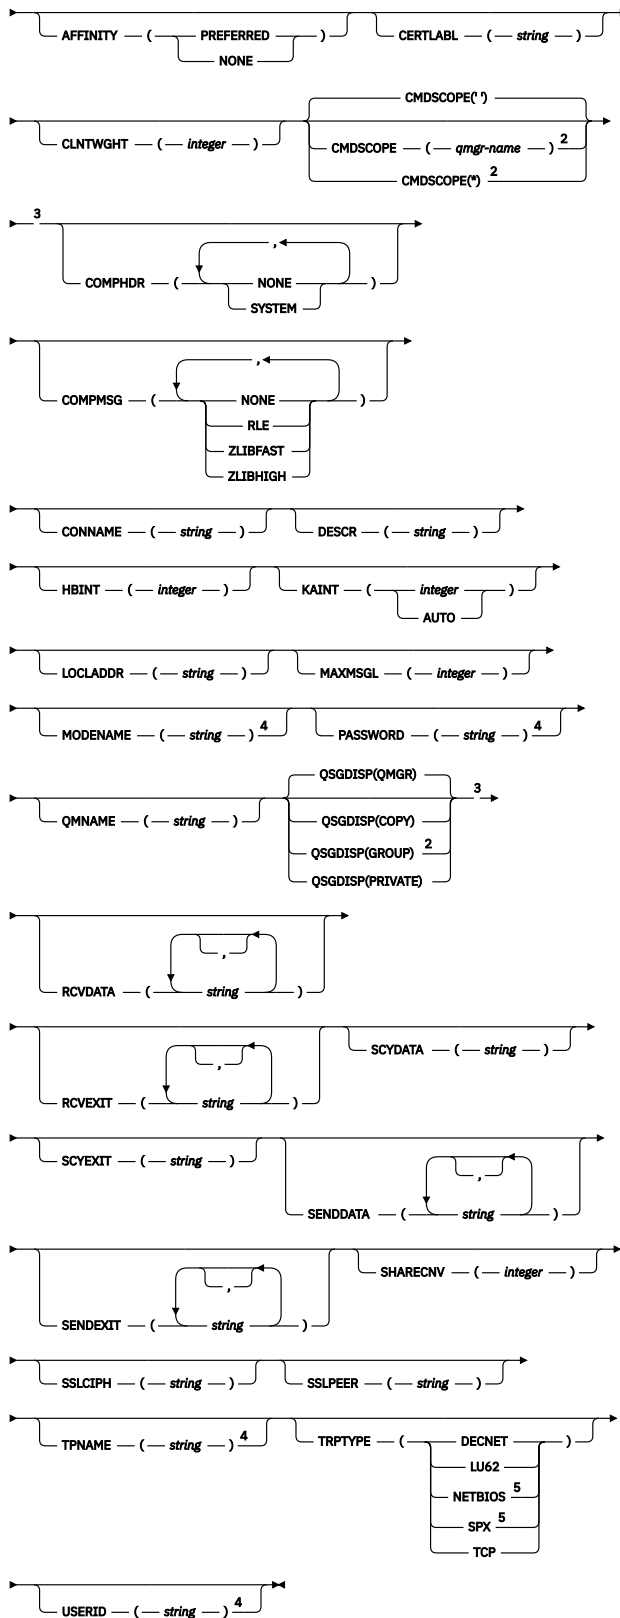 AFFINITY ( PREFERRED ) CERTLABL ( string )
NONE
CMDSCOPE(' ')
CLNTWGHT ( integer ) CMDSCOPE ( qmgr-name ) 2
CMDSCOPE(*) 2
3
,
COMPHDR ( NONE )
SYSTEM
,
COMPMSG ( NONE )
RLE
ZLIBFAST
ZLIBHIGH
CONNAME ( string ) DESCR ( string )
HBINT ( integer ) KAINT ( integer )
AUTO
LOCLADDR ( string ) MAXMSGL ( integer )
MODENAME ( string ) 4 PASSWORD ( string ) 4
QSGDISP(QMGR) 3
QMNAME ( string ) QSGDISP(COPY)
QSGDISP(GROUP) 2
QSGDISP(PRIVATE)
,
RCVDATA ( string )
SCYDATA ( string )
,
RCVEXIT ( string )
SCYEXIT ( string )
,
SENDDATA ( string )
SHARECNV ( integer )
,
SENDEXIT ( string )
SSLCIPH ( string ) SSLPEER ( string )
TPNAME ( string ) 4 TRPTYPE ( DECNET )
LU62
NETBIOS 5
SPX 5
TCP
USERID ( string ) 4